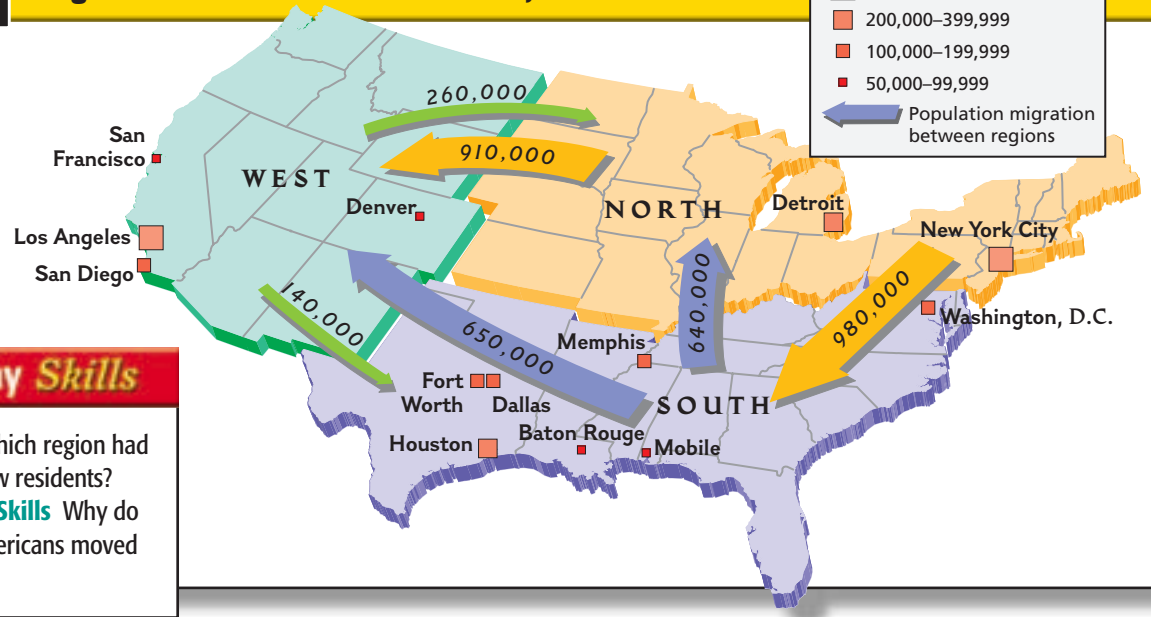 200,000–399,999
100,000–199,999
50,000–99,999
Population migration
between regions
260,000
910,000
San
Francisco
WEST
NORTH
Denver
Detroit
New York City
Los Angeles
San Diego
140,000
650,000
640,000
980,000
Washington, D.C.
Memphis
Fort
Worth
Dallas
SOUTH
Houston
Baton Rouge
Mobile
Skills
which region had
residents?
Skills Why do
moved